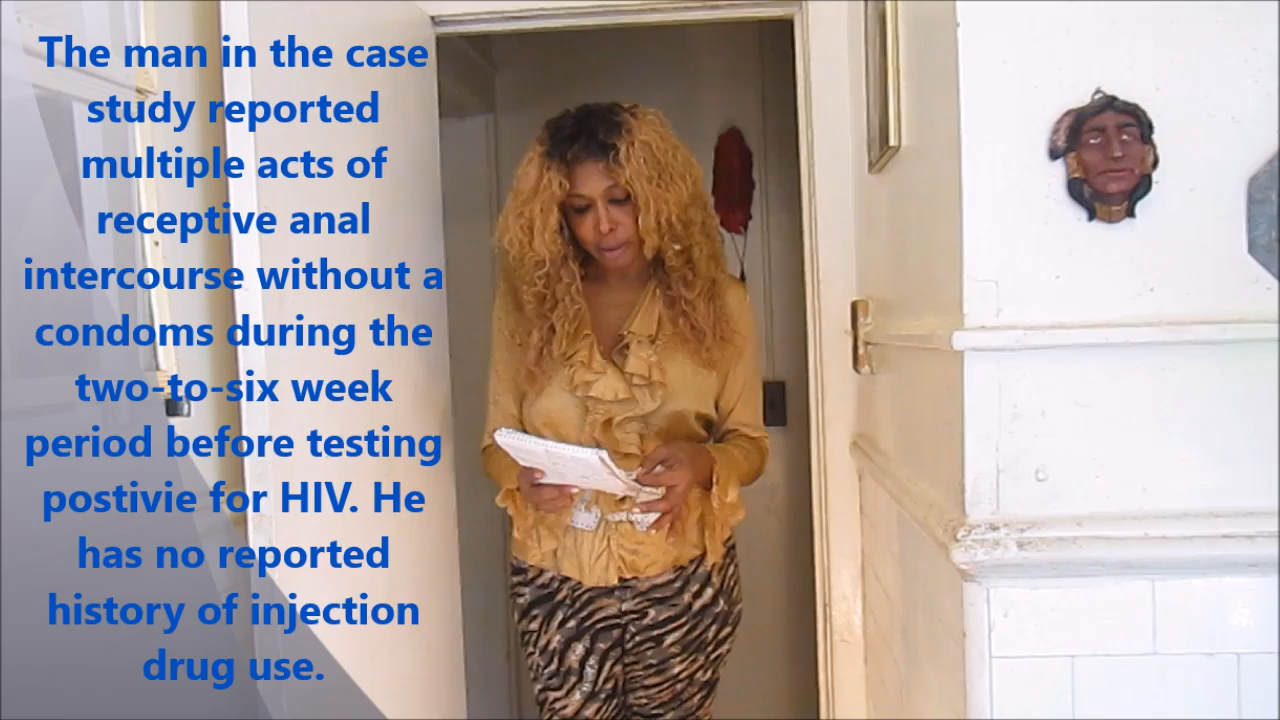 The man in the case
study reported
multiple acts of
receptive anal
intercourse without a
condoms during the
two-to-six week
period before testing
postivie for HIV. He
has no reported
history of injection
drug use.